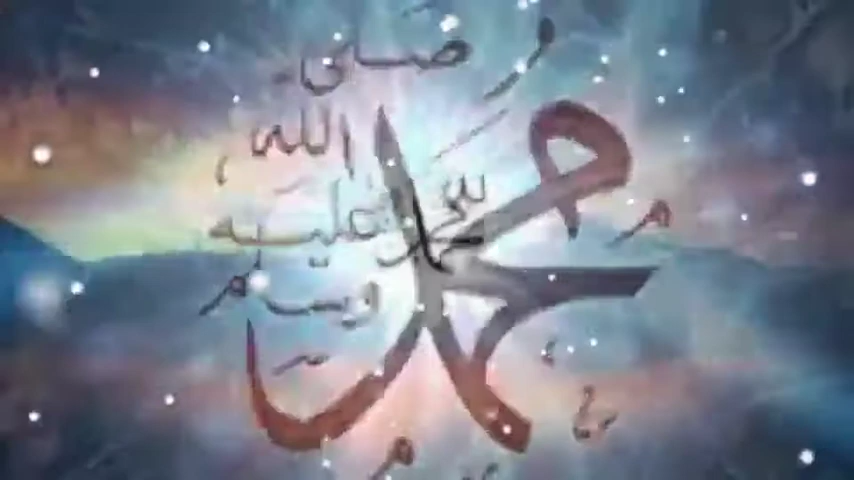 محمد
صلى
الله
عليه
وسلم